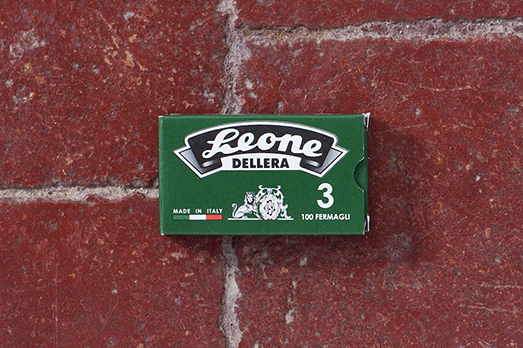 Leone
DELLERA
3
MADE IN ITALY
100 FERMAGLI